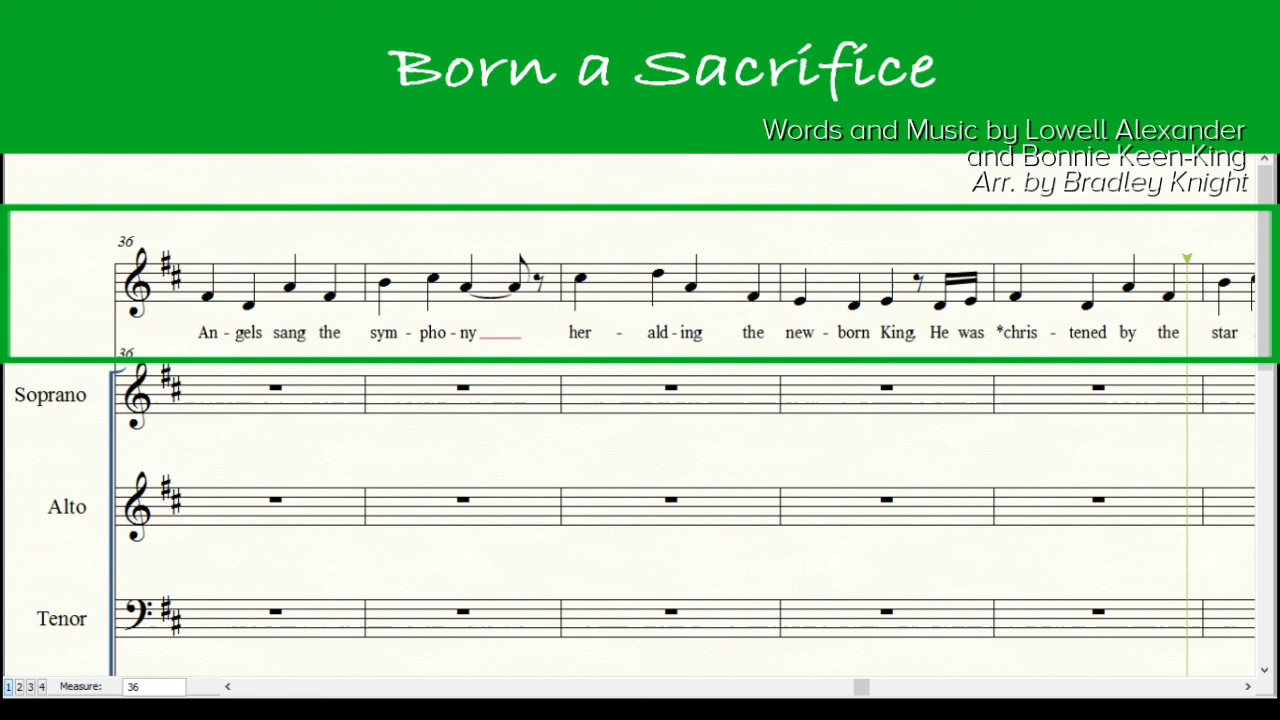 Born a Sacrifice
Words and Music by Lowell Alexander
and Bonnie Keen-King
Arr. by Bradley Knight
36
An - gels sang the sym - pho - ny _____ her - ald - ing the new - born King. He was *chris - tened by the star
36
Soprano
Alto
Tenor
1 2 3 4 Measure: 36